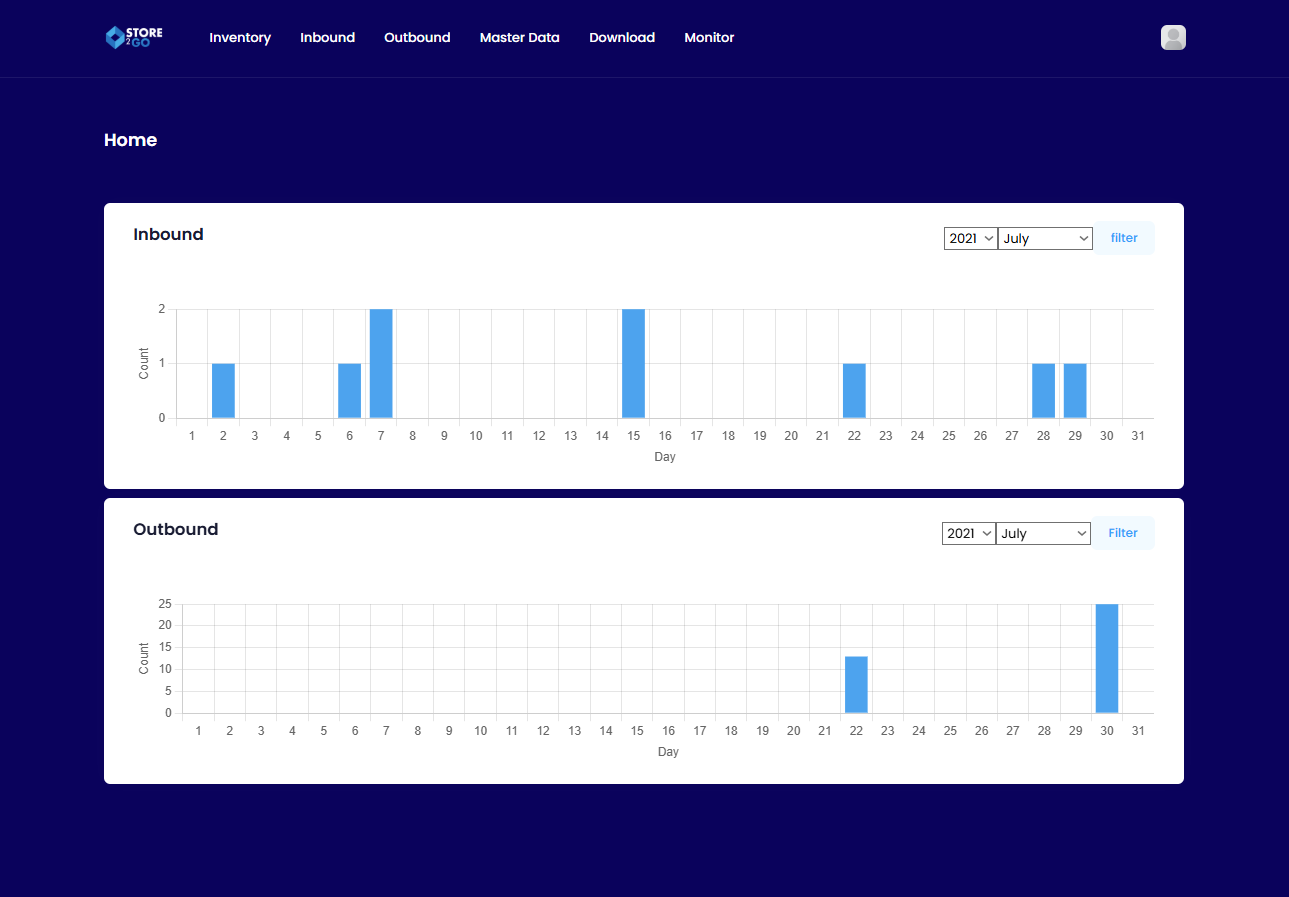 STORE
2GO
Inventory Inbound Outbound Master Data Download Monitor
Home
Inbound
2021 July filter
2
1
0
Count
1 2 3 4 5 6 7 8 9 10 11 12 13 14 15 16 17 18 19 20 21 22 23 24 25 26 27 28 29 30 31
Day
Outbound
2021 July Filter
25
20
15
10
5
0
Count
1 2 3 4 5 6 7 8 9 10 11 12 13 14 15 16 17 18 19 20 21 22 23 24 25 26 27 28 29 30 31
Day